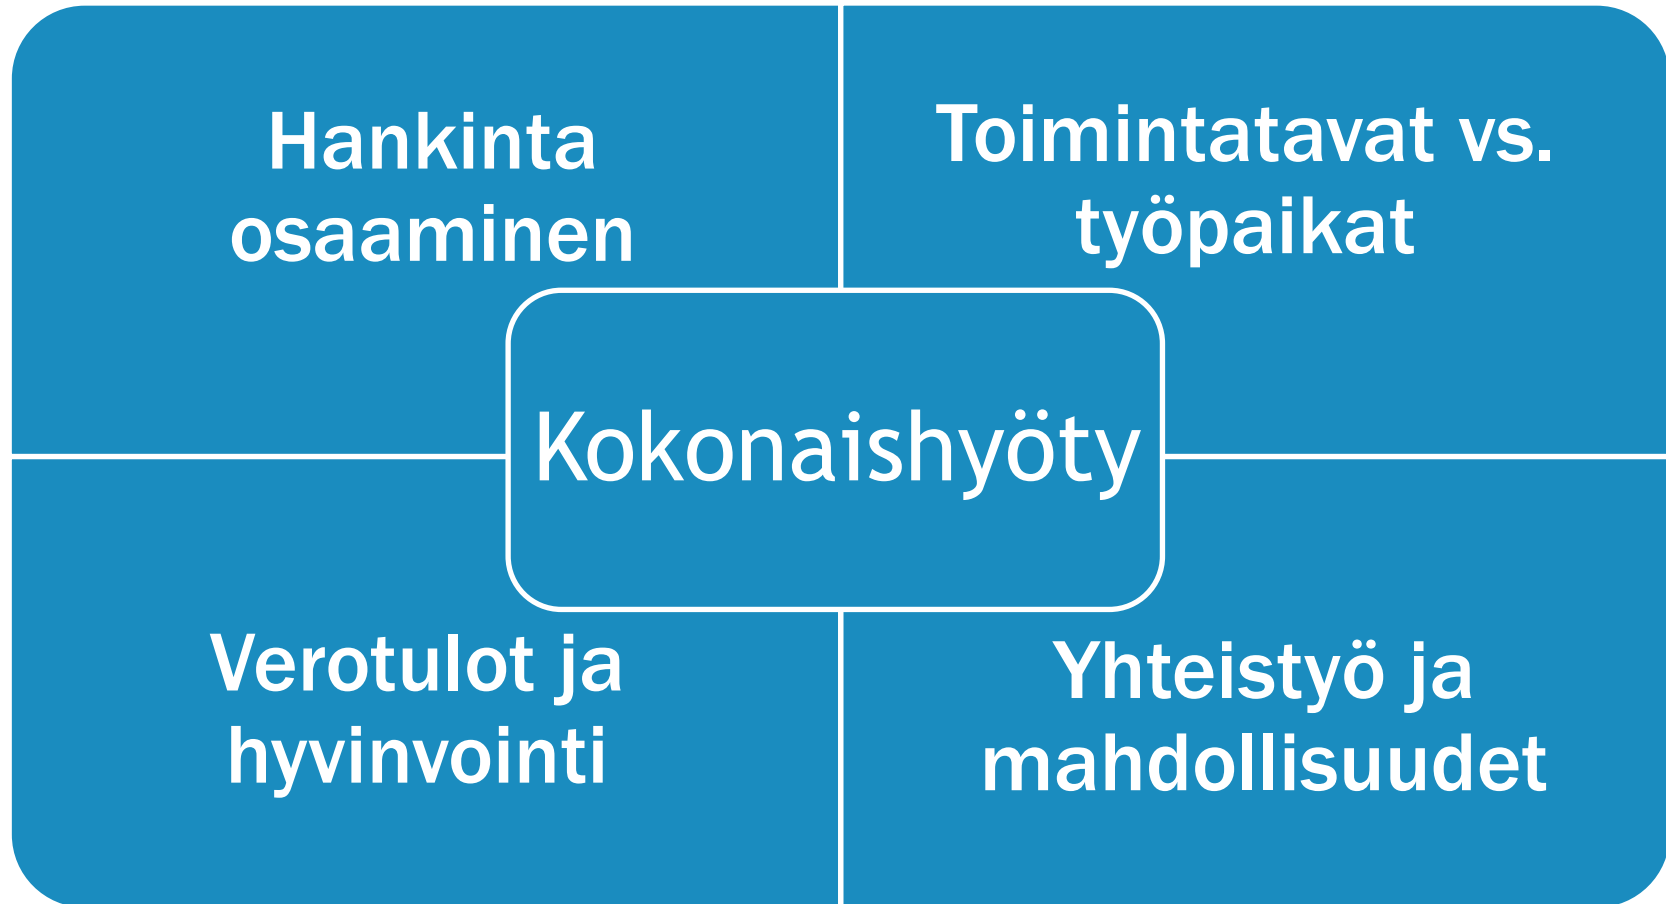 Hankinta
osaaminen
Toimintatavat vs.
työpaikat
Kokonaishyöty
Verotulot ja
hyvinvointi
Yhteistyö ja
mahdollisuudet